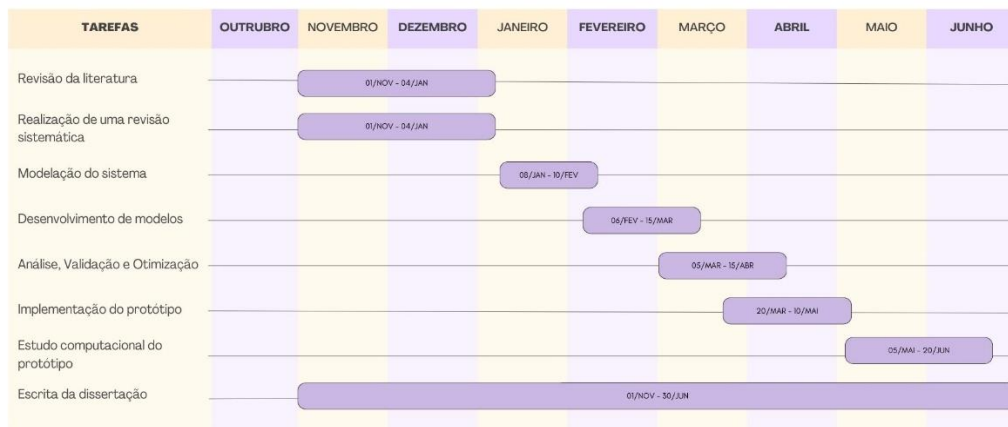 TAREFAS OUTRUBRO NOVEMBRO DEZEMBRO JANEIRO FEVEREIRO MARÇO ABRIL MAIO JUNHO
Revisão da literatura 01/NOV - 04/JAN
Realização de uma revisão
sistemática 01/NOV - 04/JAN
Modelação do sistema 08/JAN - 10/FEV
Desenvolvimento de modelos 06/FEV - 15/MAR
Análise, Validação e Otimização 05/MAR - 15/ABR
Implementação do protótipo 20/MAR - 10/MAI
Estudo computacional do
protótipo 05/MAI - 20/JUN
Escrita da dissertação 01/NOV - 30/JUN